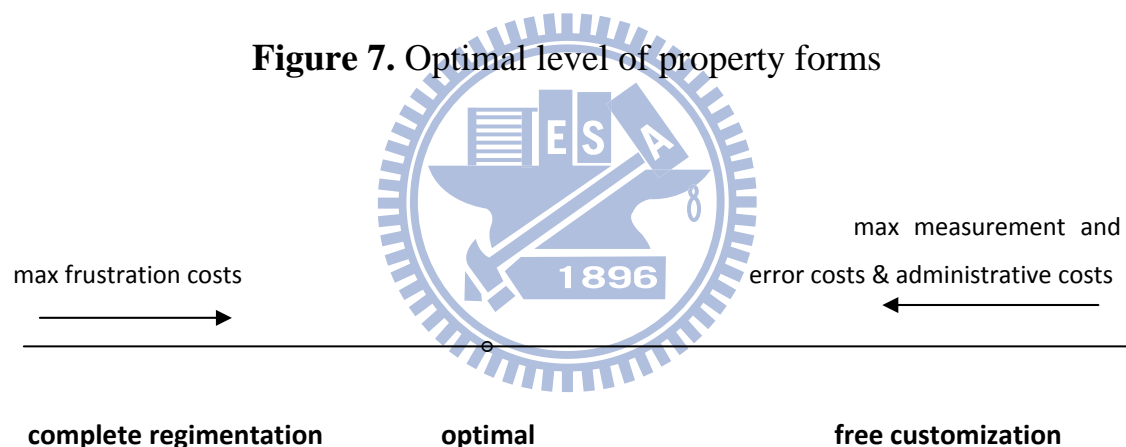 Figure 7. Optimal level of property forms
E S A
8
1896
max measurement and
max frustration costs
error costs & administrative costs
complete regimentation
optimal
free customization